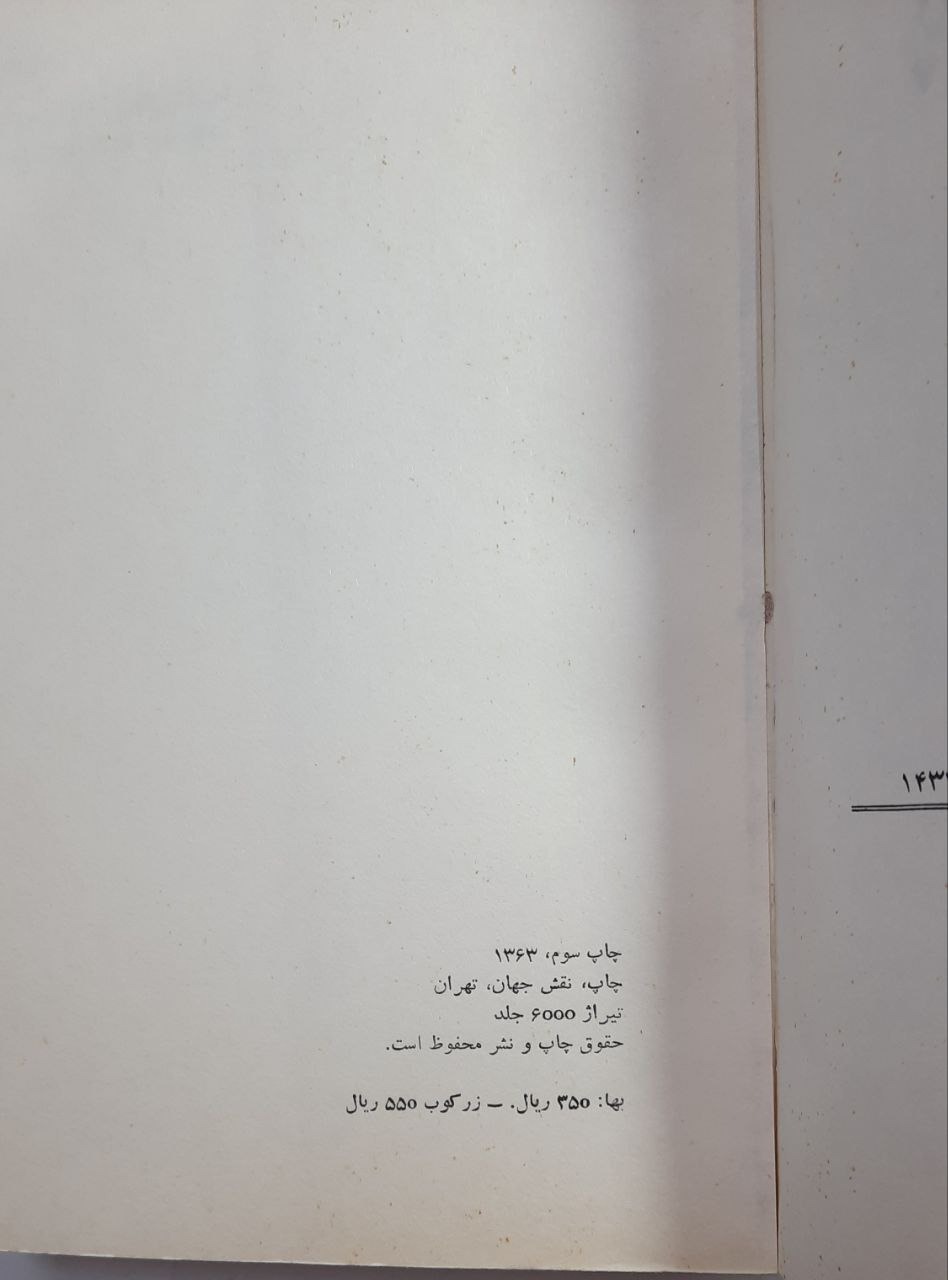 ۱۴۳
چاپ سوم، ۱۳۶۳
چاپ، نقش جهان، تهران
تیراژ ۶۰۰۰ جلد
حقوق چاپ و نشر محفوظ است.
بها: ۳۵۰ ریال. — زرکوب ۵۵۰ ریال